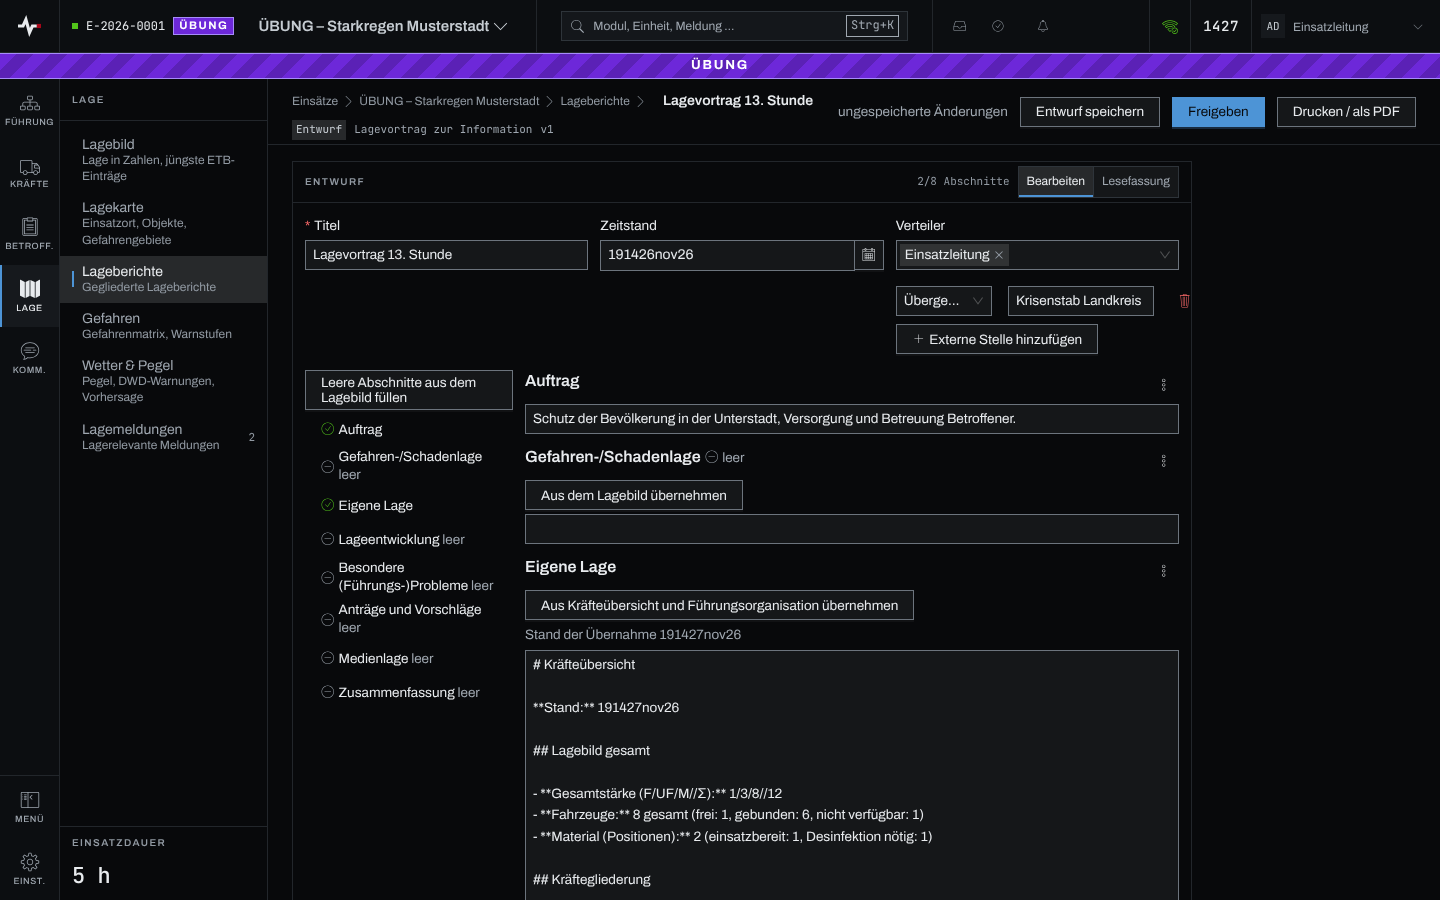 E-2026-0001 ÜBUNG ÜBUNG – Starkregen Musterstadt
Modul, Einheit, Meldung ... Strg+K
1427
AD Einsatzleitung
ÜBUNG
FÜHRUNG
KRÄFTE
BETROFF.
LAGE
KOMM.
MENÜ
EINST.
LAGE
Lagebild
Lage in Zahlen, jüngste ETB-
Einträge
Lagekarte
Einsatzort, Objekte,
Gefahrengebiete
Lageberichte
Gegliederte Lageberichte
Gefahren
Gefahrenmatrix, Warnstufen
Wetter & Pegel
Pegel, DWD-Warnungen,
Vorhersage
Lagemeldungen
Lagerelevante Meldungen
2
EINSATZDAUER
5 h
Einsätze > ÜBUNG – Starkregen Musterstadt > Lageberichte > Lagevortrag 13. Stunde
Entwurf Lagevortrag zur Information v1
ungespeicherte Änderungen
Entwurf speichern
Freigeben
Drucken / als PDF
ENTWURF
2/8 Abschnitte
Bearbeiten
Lesefassung
* Titel
Lagevortrag 13. Stunde
Zeitstand
191426nov26
Verteiler
Einsatzleitung ×
Überge... Krisenstab Landkreis
+ Externe Stelle hinzufügen
Leere Abschnitte aus dem
Lagebild füllen
Auftrag
Gefahren-/Schadenlage
leer
Eigene Lage
Lageentwicklung leer
Besondere
(Führungs-)Probleme leer
Anträge und Vorschläge
leer
Medienlage leer
Zusammenfassung leer
Auftrag
Schutz der Bevölkerung in der Unterstadt, Versorgung und Betreuung Betroffener.
Gefahren-/Schadenlage leer
Aus dem Lagebild übernehmen
Eigene Lage
Aus Kräfteübersicht und Führungsorganisation übernehmen
Stand der Übernahme 191427nov26
# Kräfteübersicht
**Stand:** 191427nov26
## Lagebild gesamt
- **Gesamtstärke (F/UF/M//Σ):** 1/3/8//12
- **Fahrzeuge:** 8 gesamt (frei: 1, gebunden: 6, nicht verfügbar: 1)
- **Material (Positionen):** 2 (einsatzbereit: 1, Desinfektion nötig: 1)
## Kräftegliederung